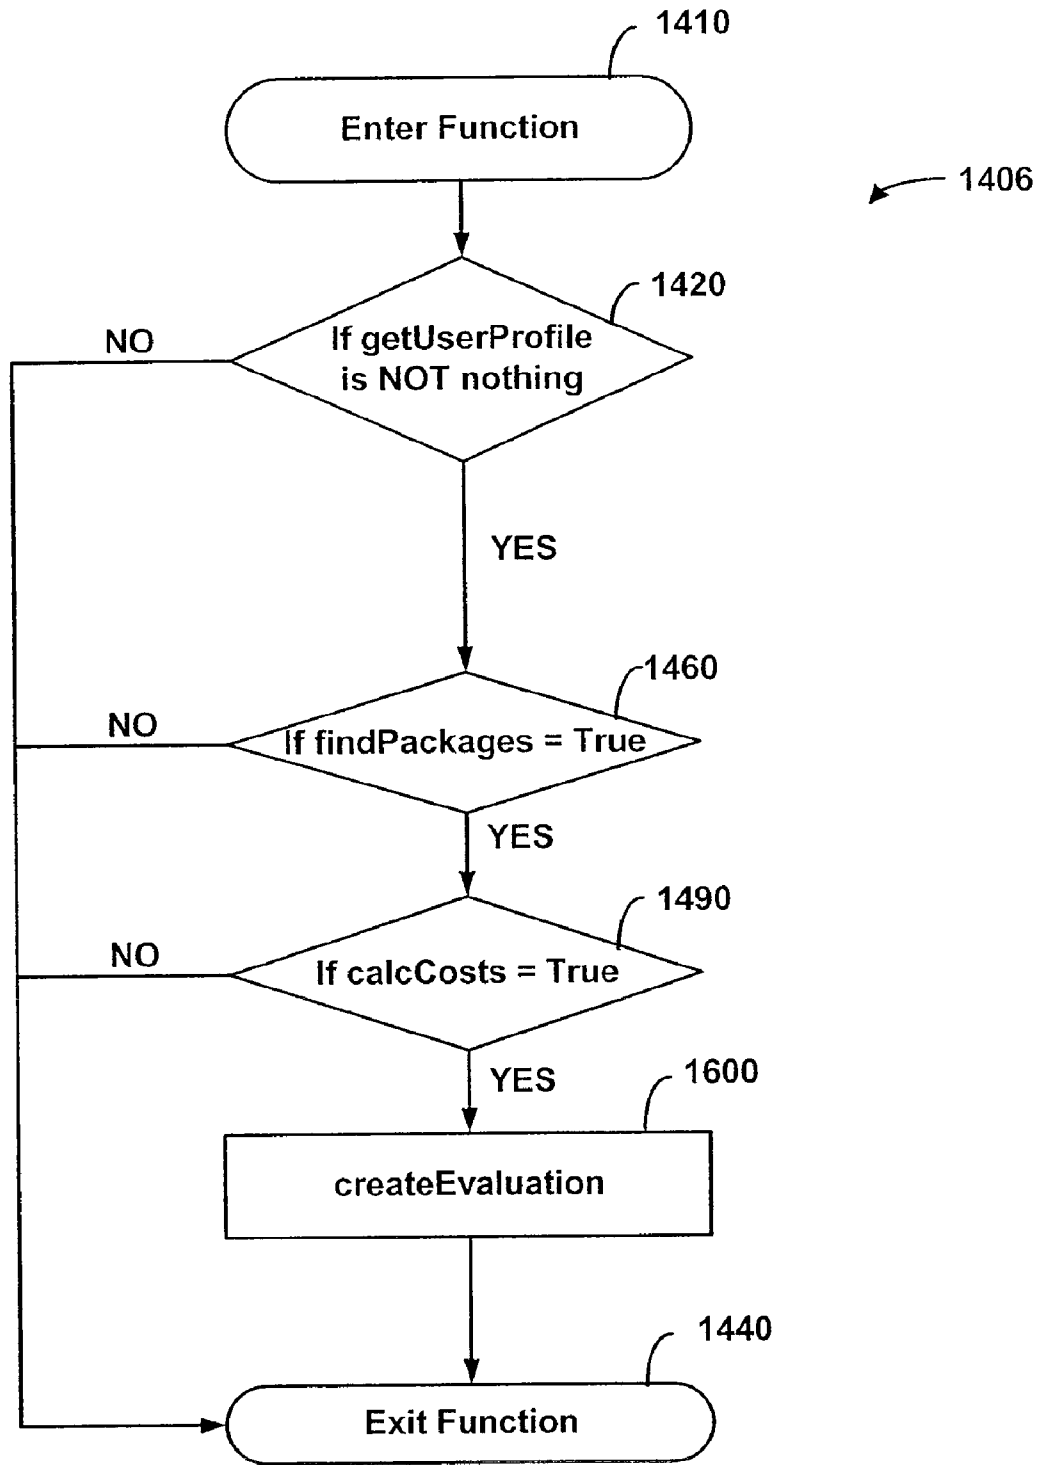 1410
Enter Function
1406
1420
If getUserProfile
is NOT nothing
NO
YES
1460
NO
If findPackages = True
YES
1490
NO
If calcCosts = True
YES
1600
createEvaluation
1440
Exit Function